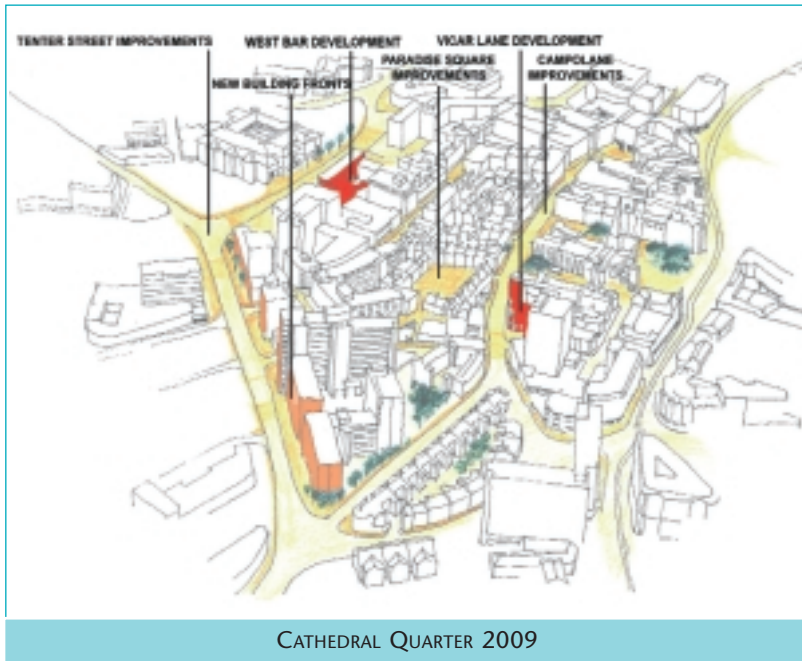 TENTER STREET IMPROVEMENTS
WEST BAR DEVELOPMENT
VICAR LANE DEVELOPMENT
NEW BUILDING FRONTS
PARADISE SQUARE
IMPROVEMENTS
CAMPOLANE
IMPROVEMENTS
CATHEDRAL QUARTER 2009